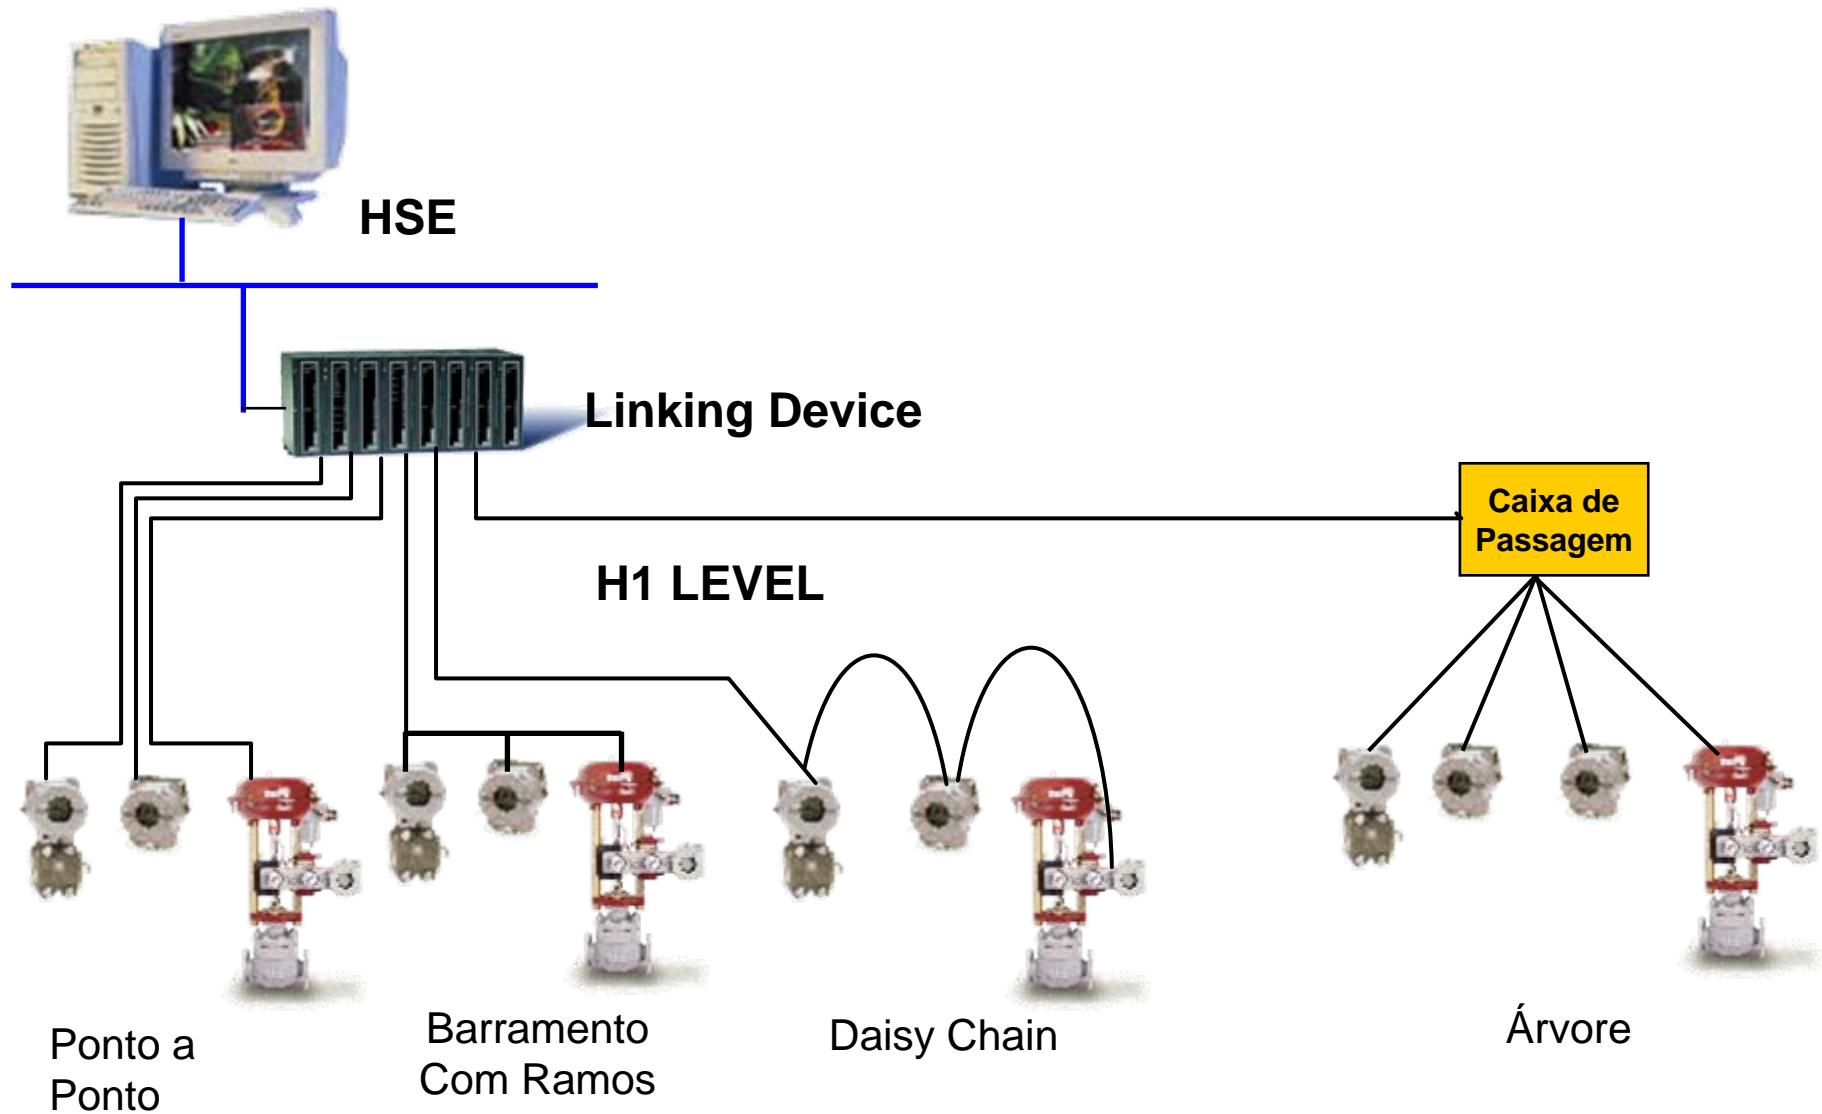 HSE
Linking Device
Caixa de
Passagem
H1 LEVEL
Ponto a
Ponto
Barramento
Com Ramos
Daisy Chain
Árvore